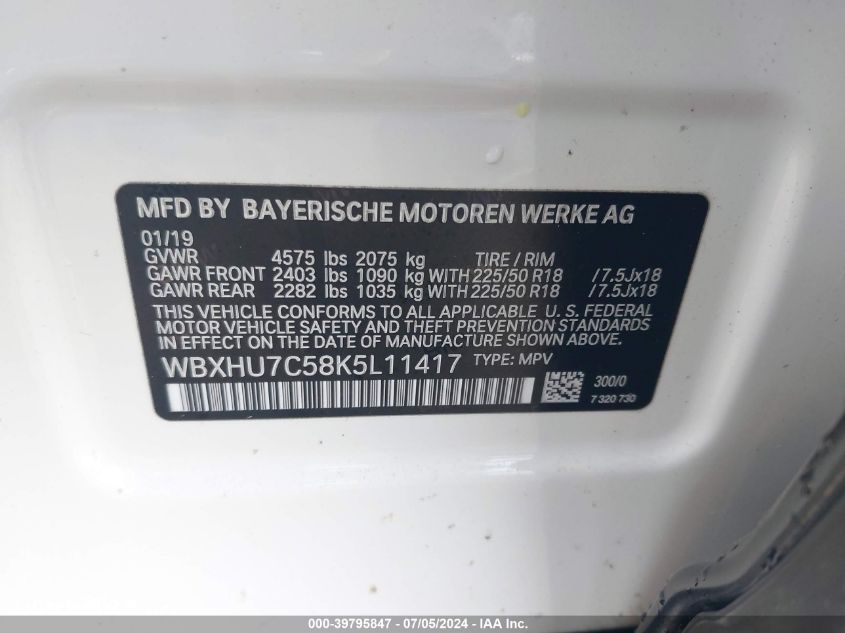 MFD BY BAYERISCHE MOTOREN WERKE AG
01/19
GVWR 4575 lbs 2075 kg TIRE / RIM
GAWR FRONT 2403 lbs 1090 kg WITH 225/50 R18 /7.5Jx18
GAWR REAR 2282 lbs 1035 kg WITH 225/50 R18 /7.5Jx18
THIS VEHICLE CONFORMS TO ALL APPLICABLE U. S. FEDERAL
MOTOR VEHICLE SAFETY AND THEFT PREVENTION STANDARDS
IN EFFECT ON THE DATE OF MANUFACTURE SHOWN ABOVE.
WBXHU7C58K5L11417 TYPE: MPV
300/0
7 320 730
000-39795847 - 07/05/2024 - IAA Inc.